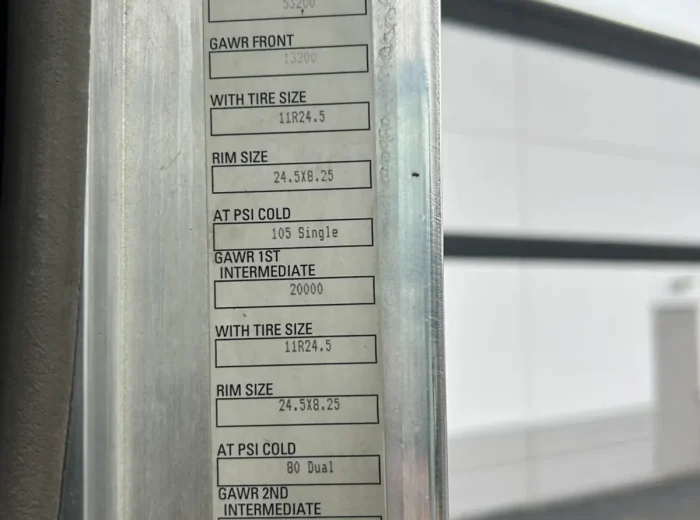 53200
GAWR FRONT
13200
WITH TIRE SIZE
11R24.5
RIM SIZE
24.5X8.25
AT PSI COLD
105 Single
GAWR 1ST
INTERMEDIATE
20000
WITH TIRE SIZE
11R24.5
RIM SIZE
24.5X8.25
AT PSI COLD
80 Dual
GAWR 2ND
INTERMEDIATE